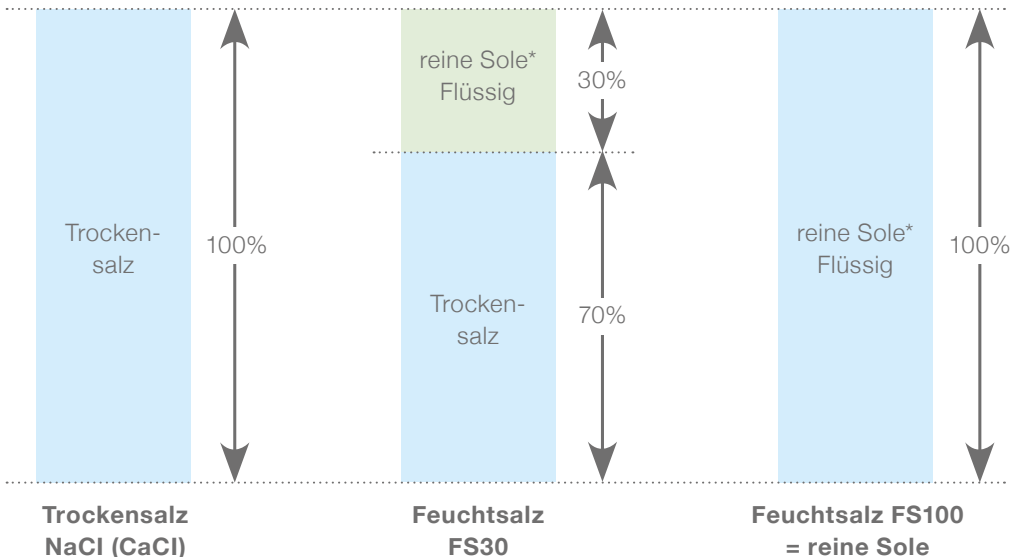 Trocken-
salz
100%
Trockensalz
NaCl (CaCl)
reine Sole*
Flüssig
30%
Trocken-
salz
70%
Feuchtsalz
FS30
reine Sole*
Flüssig
100%
Feuchtsalz FS100
= reine Sole